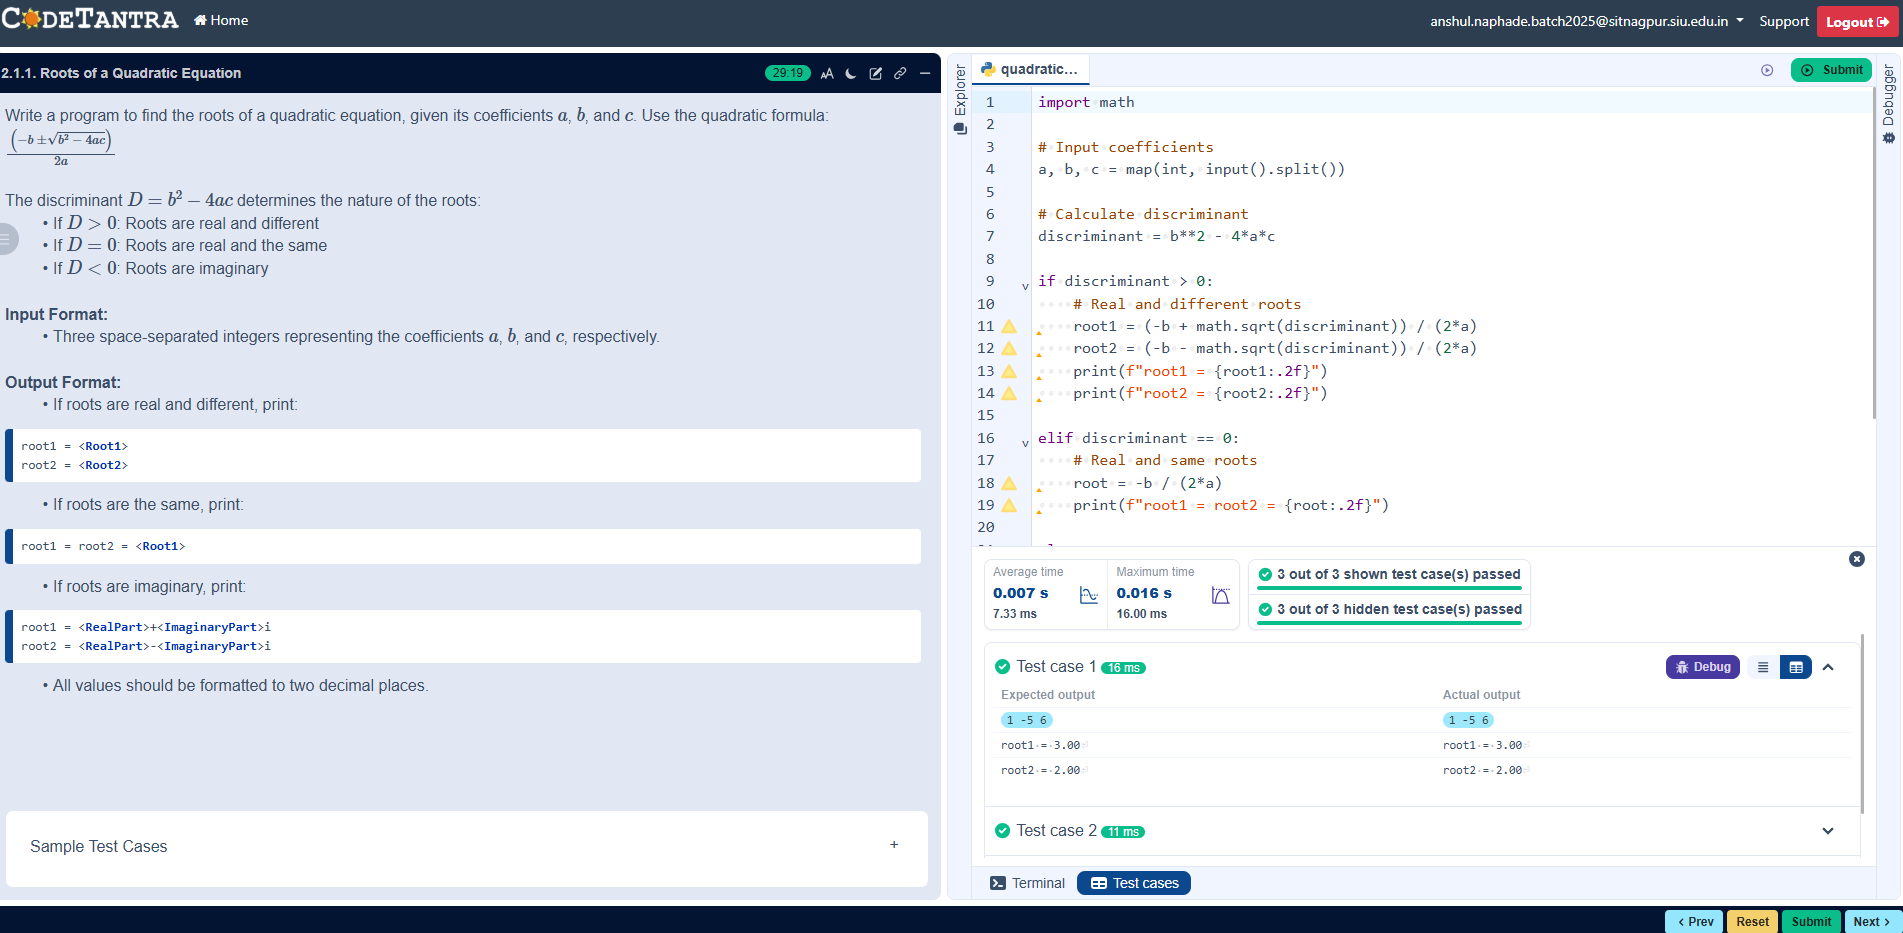 CODETANTRA Home
anshul.naphade.batch2025@sitnagpur.siu.edu.in Support Logout
2.1.1. Roots of a Quadratic Equation 29:19
Write a program to find the roots of a quadratic equation, given its coefficients a, b, and c. Use the quadratic formula:
(−b ± √b² − 4ac)
2a
The discriminant D = b² − 4ac determines the nature of the roots:
• If D > 0: Roots are real and different
• If D = 0: Roots are real and the same
• If D < 0: Roots are imaginary
Input Format:
• Three space-separated integers representing the coefficients a, b, and c, respectively.
Output Format:
• If roots are real and different, print:
root1 = <Root1>
root2 = <Root2>
• If roots are the same, print:
root1 = root2 = <Root1>
• If roots are imaginary, print:
root1 = <RealPart>+<ImaginaryPart>i
root2 = <RealPart>-<ImaginaryPart>i
• All values should be formatted to two decimal places.
Sample Test Cases +
Explorer
quadratic...
Submit
Debugger
1 import math
2
3 # Input coefficients
4 a, b, c = map(int, input().split())
5
6 # Calculate discriminant
7 discriminant = b**2 - 4*a*c
8
9 if discriminant > 0:
10 # Real and different roots
11 root1 = (-b + math.sqrt(discriminant)) / (2*a)
12 root2 = (-b - math.sqrt(discriminant)) / (2*a)
13 print(f"root1 = {root1:.2f}")
14 print(f"root2 = {root2:.2f}")
15
16 elif discriminant == 0:
17 # Real and same roots
18 root = -b / (2*a)
19 print(f"root1 = root2 = {root:.2f}")
20
Average time
0.007 s
7.33 ms
Maximum time
0.016 s
16.00 ms
3 out of 3 shown test case(s) passed
3 out of 3 hidden test case(s) passed
Test case 1 16 ms
Debug
Expected output Actual output
1 -5 6 1 -5 6
root1 = 3.00 root1 = 3.00
root2 = 2.00 root2 = 2.00
Test case 2 11 ms
Terminal Test cases
< Prev Reset Submit Next >